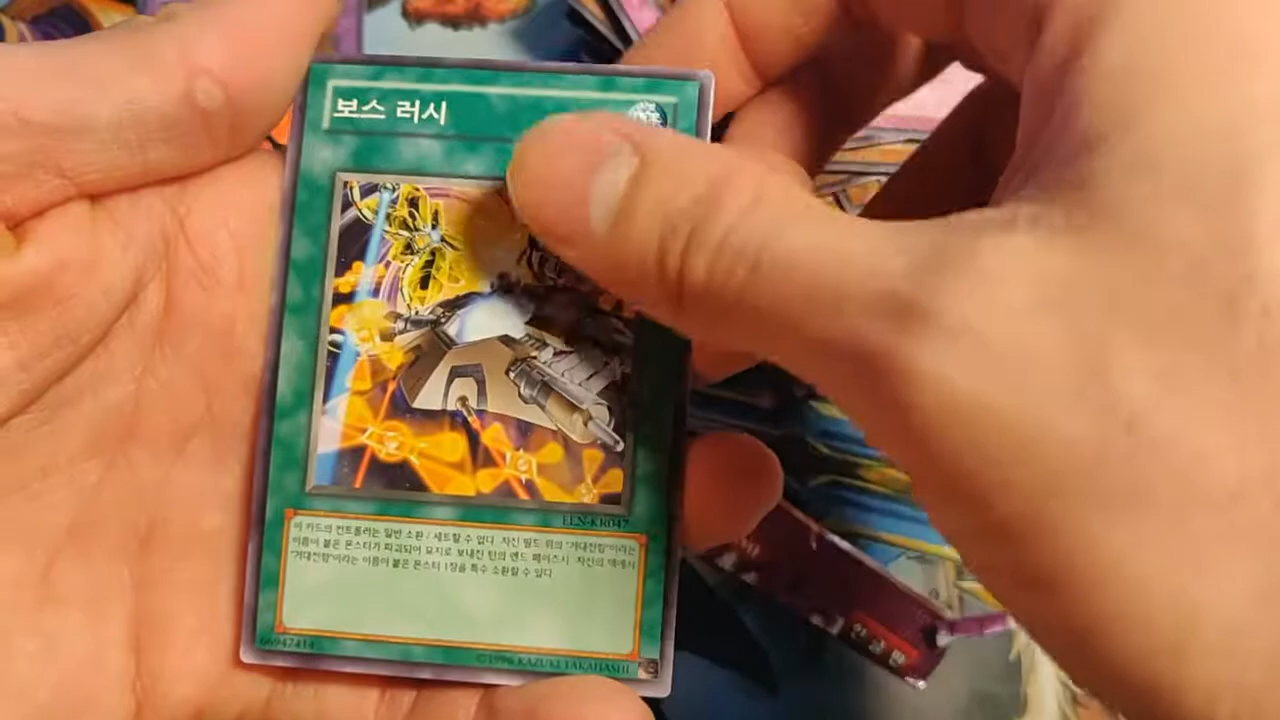 보스 러시
EEN-KR047
이 카드의 컨트롤러는 일반 소환 / 세트할 수 없다. 자신 필드 위의 "거대전함"이라는
이름이 붙은 몬스터가 파괴되어 묘지로 보내진 턴의 엔드 페이즈시, 자신의 덱에서
"거대전함"이라는 이름이 붙은 몬스터 1장을 특수 소환할 수 있다.
66947414
©1996 KAZUKI TAKAHASHI